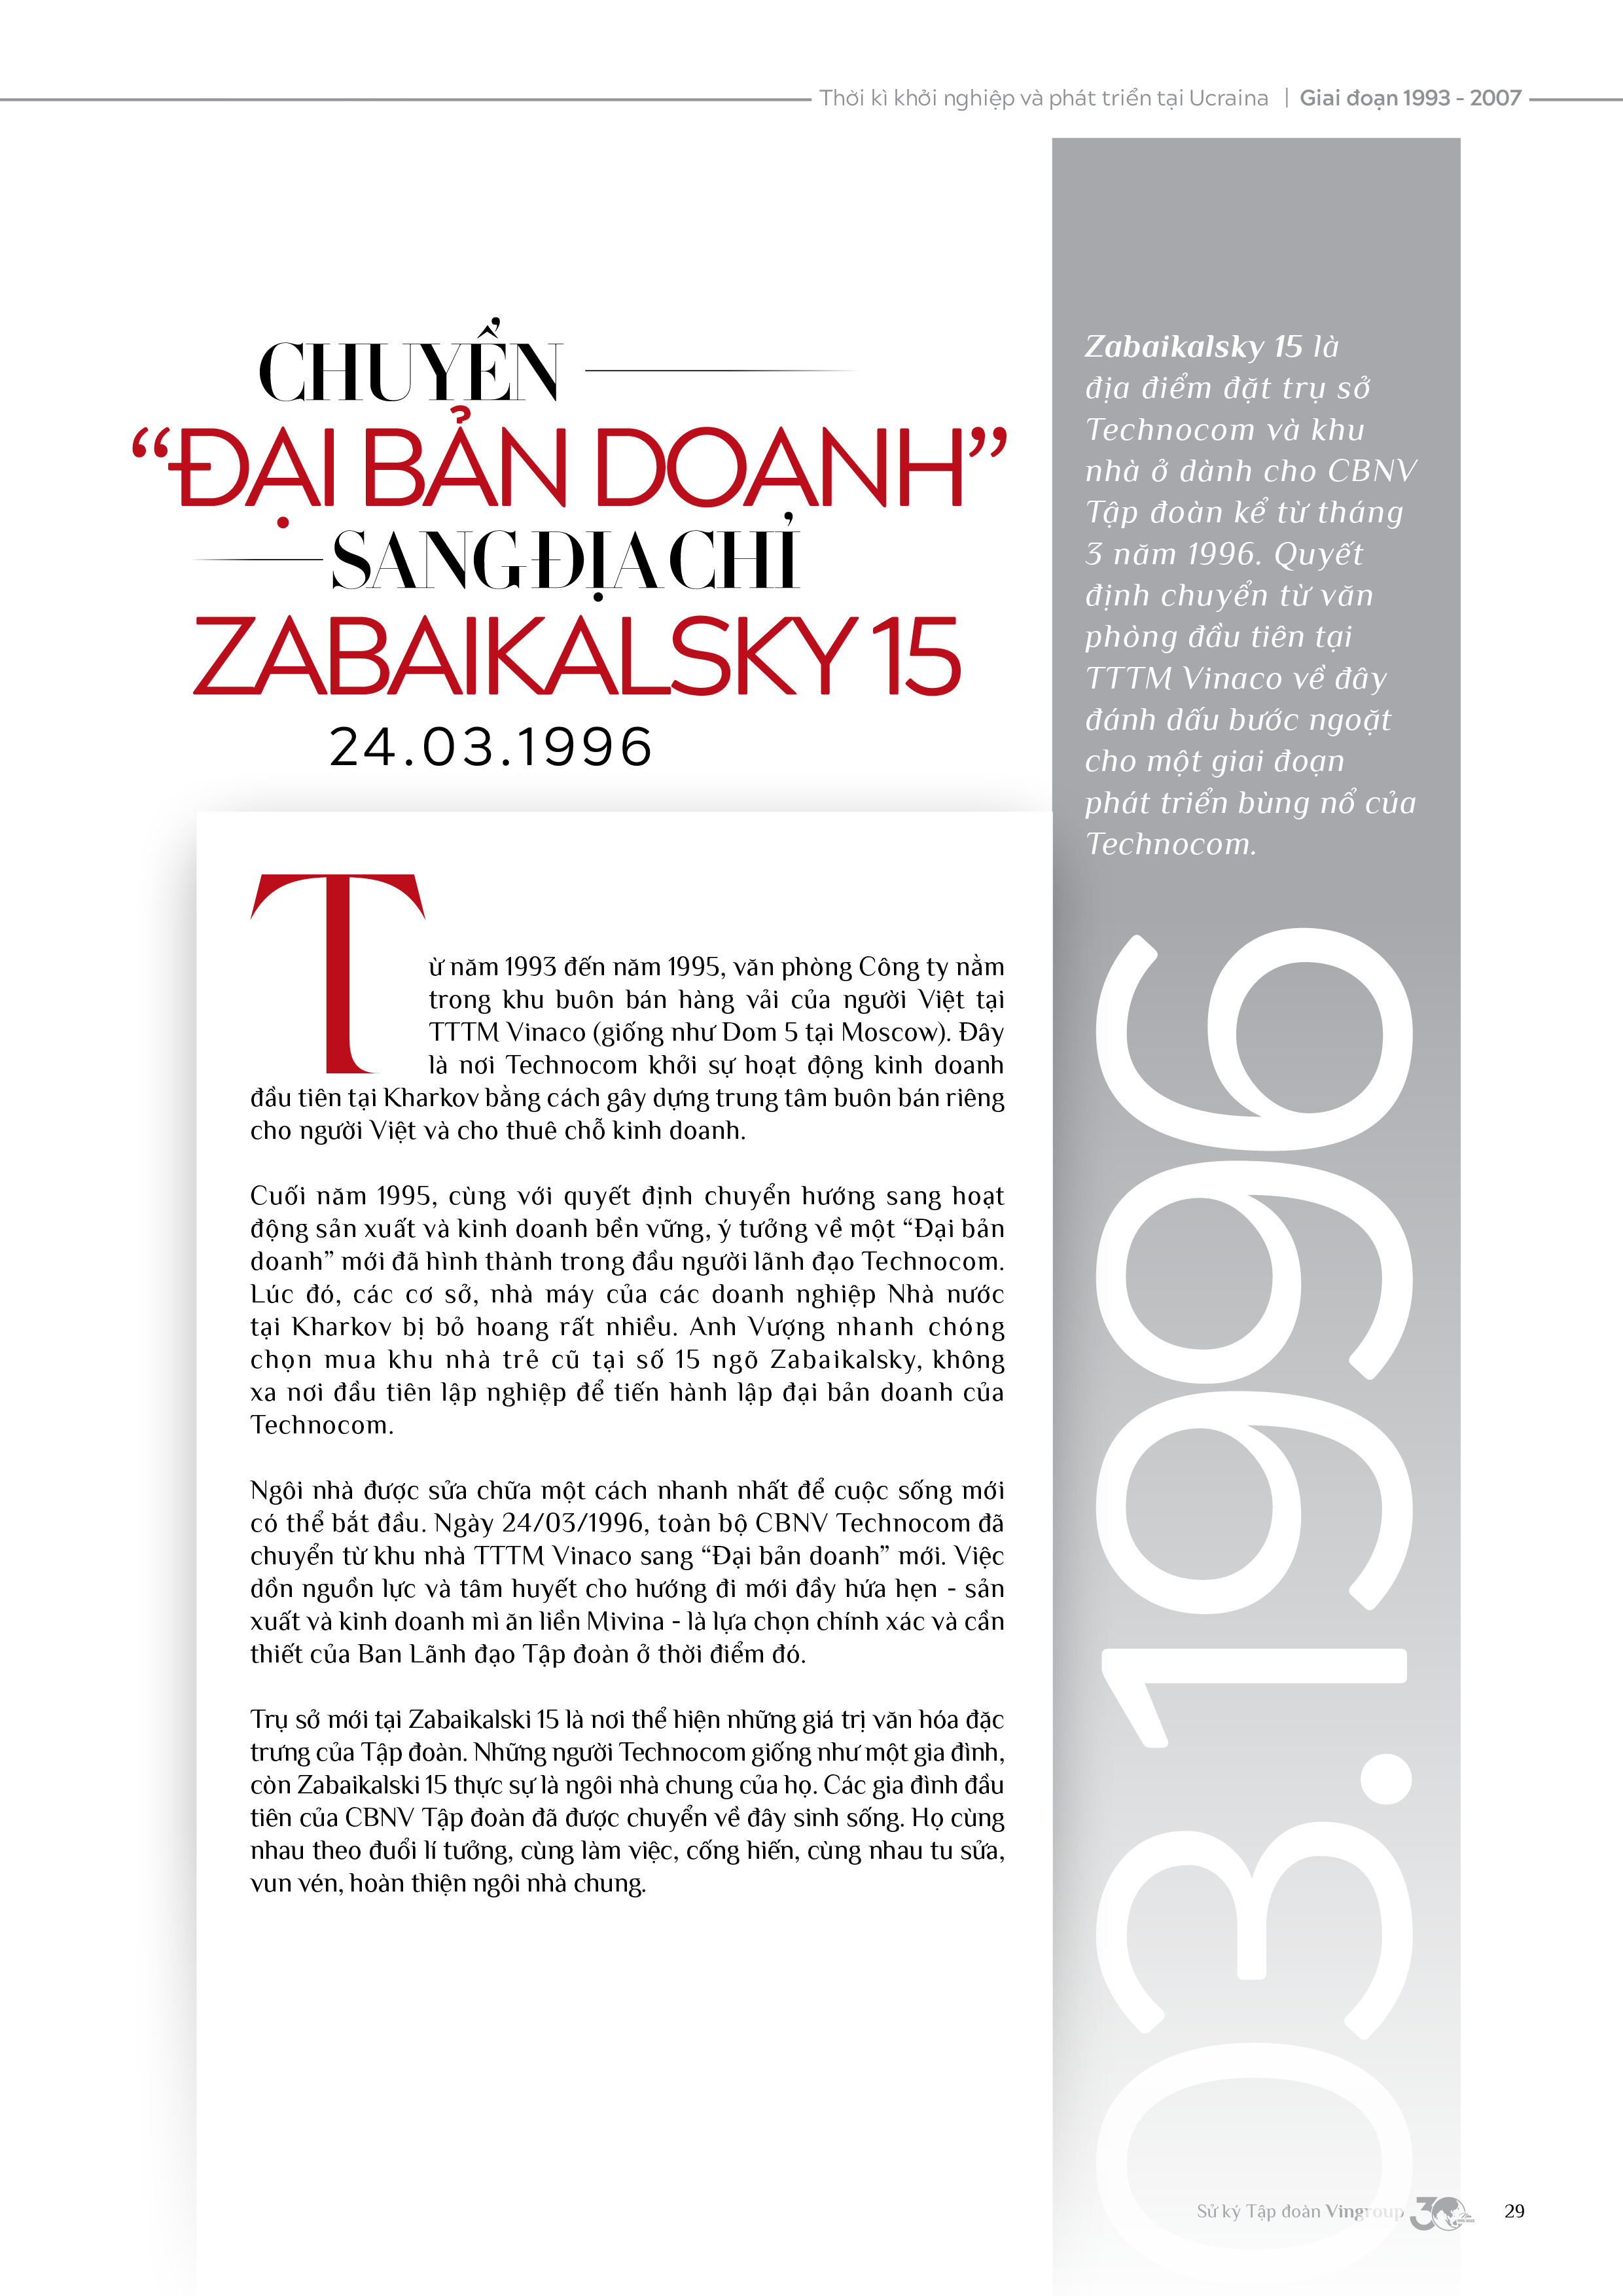 Thời kì khởi nghiệp và phát triển tại Ucraina | Giai đoạn 1993 - 2007
CHUYỂN
“ĐẠI BẢN DOANH”
SANG ĐỊA CHỈ
ZABAIKALSKY 15
24.03.1996
Zabaikalsky 15 là
địa điểm đặt trụ sở
Technocom và khu
nhà ở dành cho CBNV
Tập đoàn kể từ tháng
3 năm 1996. Quyết
định chuyển từ văn
phòng đầu tiên tại
TTTM Vinaco về đây
đánh dấu bước ngoặt
cho một giai đoạn
phát triển bùng nổ của
Technocom.
Từ năm 1993 đến năm 1995, văn phòng Công ty nằm
trong khu buôn bán hàng vải của người Việt tại
TTTM Vinaco (giống như Dom 5 tại Moscow). Đây
là nơi Technocom khởi sự hoạt động kinh doanh
đầu tiên tại Kharkov bằng cách gây dựng trung tâm buôn bán riêng
cho người Việt và cho thuê chỗ kinh doanh.
Cuối năm 1995, cùng với quyết định chuyển hướng sang hoạt
động sản xuất và kinh doanh bền vững, ý tưởng về một “Đại bản
doanh” mới đã hình thành trong đầu người lãnh đạo Technocom.
Lúc đó, các cơ sở, nhà máy của các doanh nghiệp Nhà nước
tại Kharkov bị bỏ hoang rất nhiều. Anh Vượng nhanh chóng
chọn mua khu nhà trẻ cũ tại số 15 ngõ Zabaikalsky, không
xa nơi đầu tiên lập nghiệp để tiến hành lập đại bản doanh của
Technocom.
Ngôi nhà được sửa chữa một cách nhanh nhất để cuộc sống mới
có thể bắt đầu. Ngày 24/03/1996, toàn bộ CBNV Technocom đã
chuyển từ khu nhà TTTM Vinaco sang “Đại bản doanh” mới. Việc
dồn nguồn lực và tâm huyết cho hướng đi mới đầy hứa hẹn - sản
xuất và kinh doanh mì ăn liền Mivina - là lựa chọn chính xác và cần
thiết của Ban Lãnh đạo Tập đoàn ở thời điểm đó.
Trụ sở mới tại Zabaikalski 15 là nơi thể hiện những giá trị văn hóa đặc
trưng của Tập đoàn. Những người Technocom giống như một gia đình,
còn Zabaikalski 15 thực sự là ngôi nhà chung của họ. Các gia đình đầu
tiên của CBNV Tập đoàn đã được chuyển về đây sinh sống. Họ cùng
nhau theo đuổi lí tưởng, cùng làm việc, cống hiến, cùng nhau tu sửa,
vun vén, hoàn thiện ngôi nhà chung.
03.1996
Sử ký Tập đoàn Vingroup 30 29